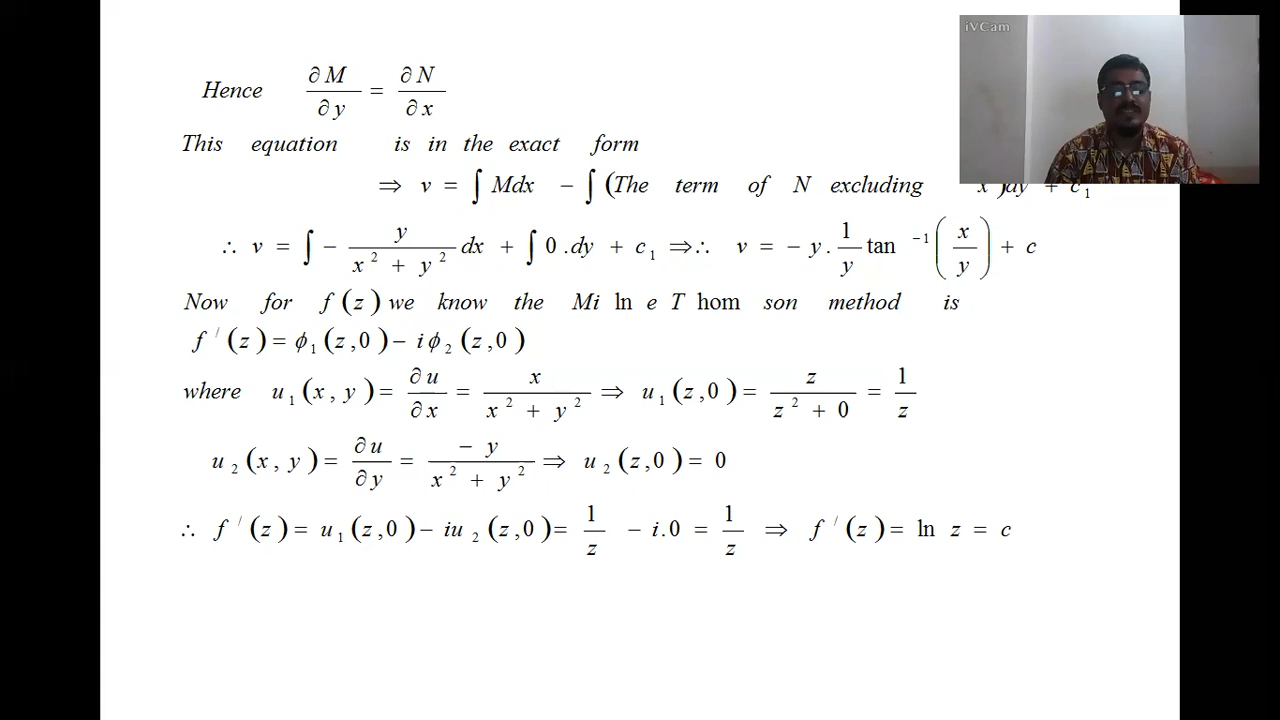 iVCam
Hence ∂M/∂y = ∂N/∂x
This equation is in the exact form
⇒ v = ∫ Mdx − ∫ (The term of N excluding x)dy + c₁
∴ v = ∫ − y/(x² + y²) dx + ∫ 0.dy + c₁ ⇒∴ v = − y. 1/y tan⁻¹(x/y) + c
Now for f(z) we know the Mi ln e T hom son method is
f′(z) = ϕ₁(z,0) − iϕ₂(z,0)
where u₁(x,y) = ∂u/∂x = x/(x² + y²) ⇒ u₁(z,0) = z/(z² + 0) = 1/z
u₂(x,y) = ∂u/∂y = −y/(x² + y²) ⇒ u₂(z,0) = 0
∴ f′(z) = u₁(z,0) − iu₂(z,0) = 1/z − i.0 = 1/z ⇒ f′(z) = ln z = c